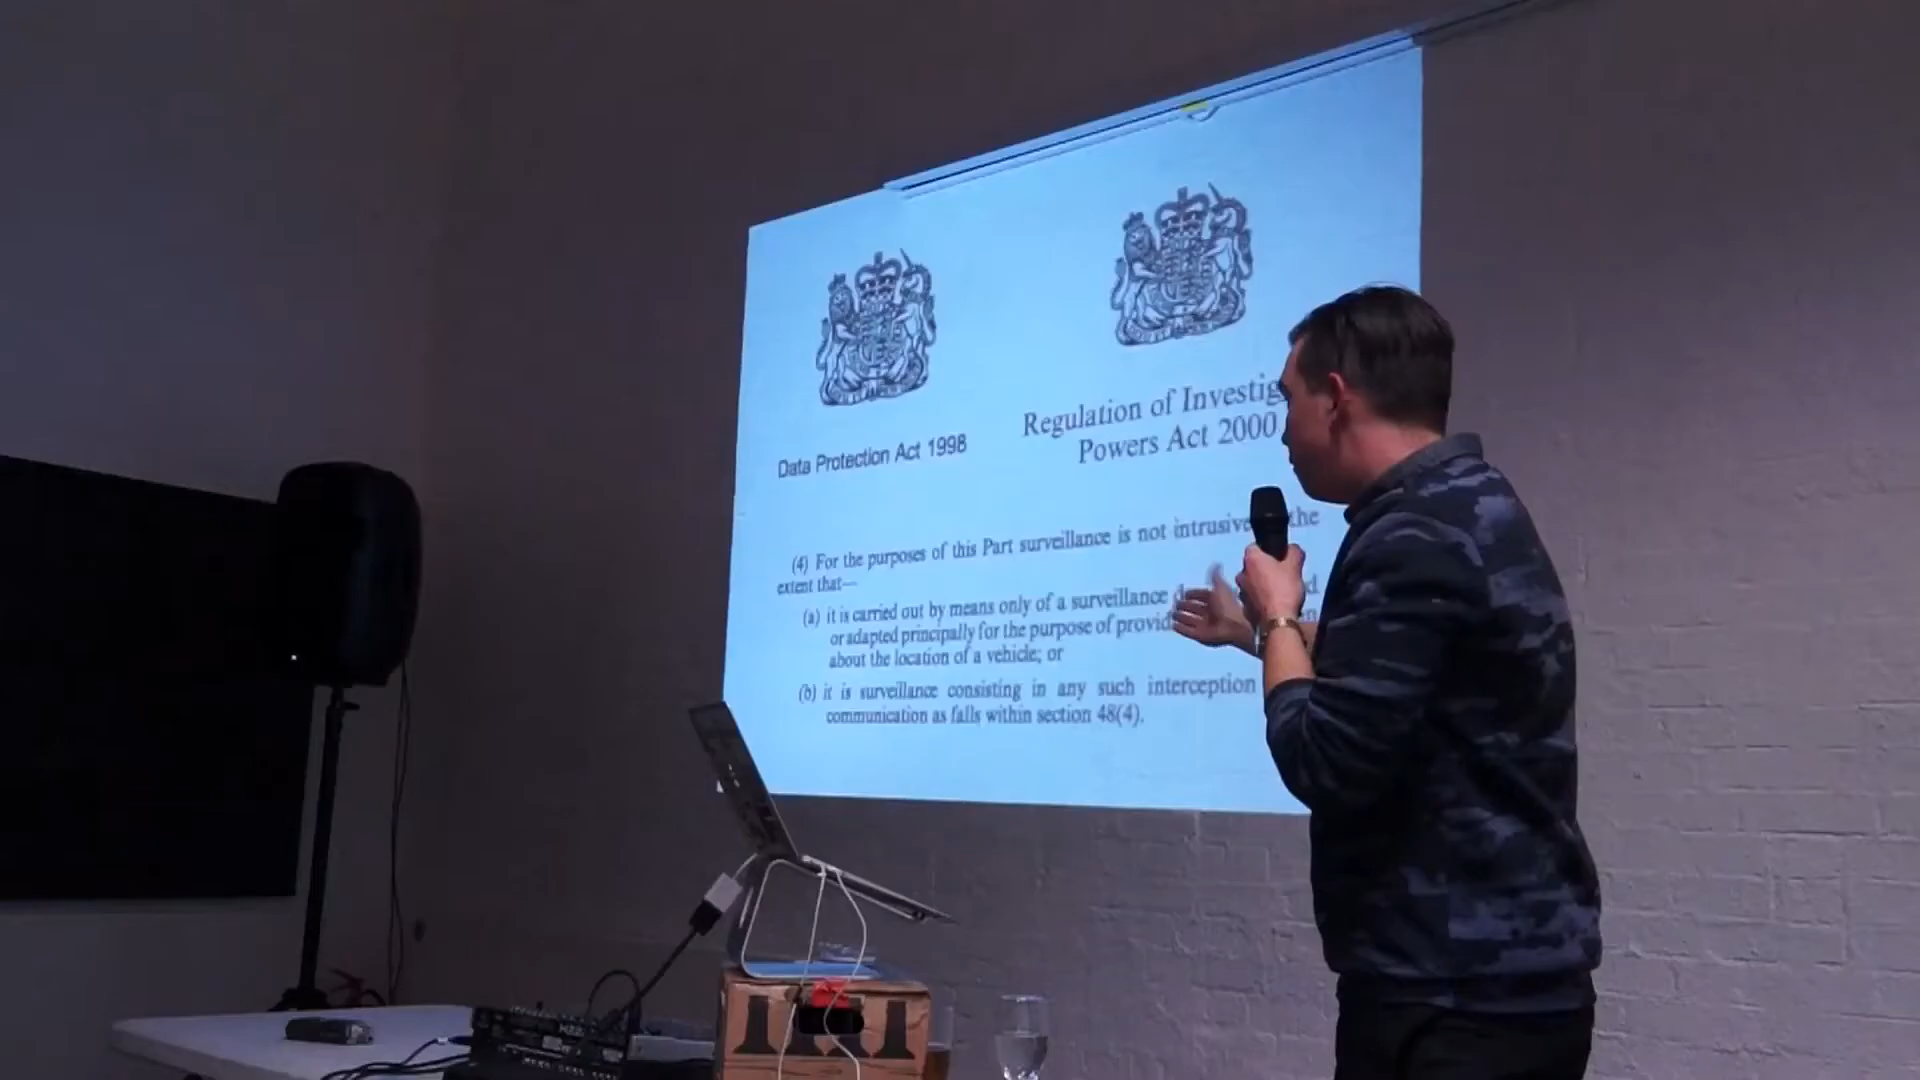 Data Protection Act 1998
Regulation of Investig
Powers Act 2000
(4) For the purposes of this Part surveillance is not intrusive the
extent that—
(a) it is carried out by means only of a surveillance
or adapted principally for the purpose of provid
about the location of a vehicle; or
(b) it is surveillance consisting in any such interception
communication as falls within section 48(4).